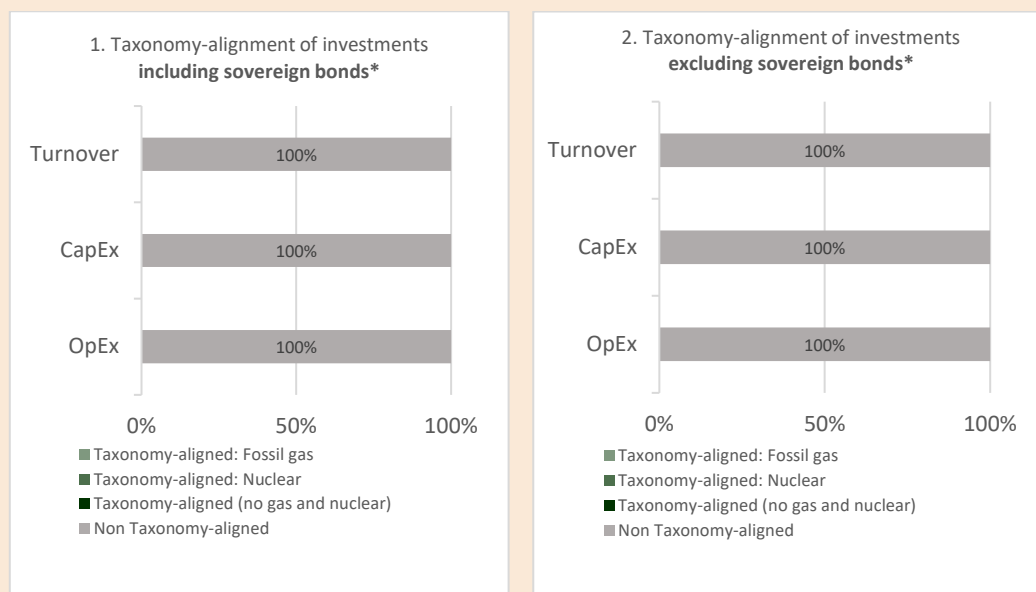 1. Taxonomy-alignment of investments
including sovereign bonds*
Turnover
100%
CapEx
100%
OpEx
100%
0%
50%
100%
Taxonomy-aligned: Fossil gas
Taxonomy-aligned: Nuclear
Taxonomy-aligned (no gas and nuclear)
Non Taxonomy-aligned
2. Taxonomy-alignment of investments
excluding sovereign bonds*
Turnover
100%
CapEx
100%
OpEx
100%
0%
50%
100%
Taxonomy-aligned: Fossil gas
Taxonomy-aligned: Nuclear
Taxonomy-aligned (no gas and nuclear)
Non Taxonomy-aligned